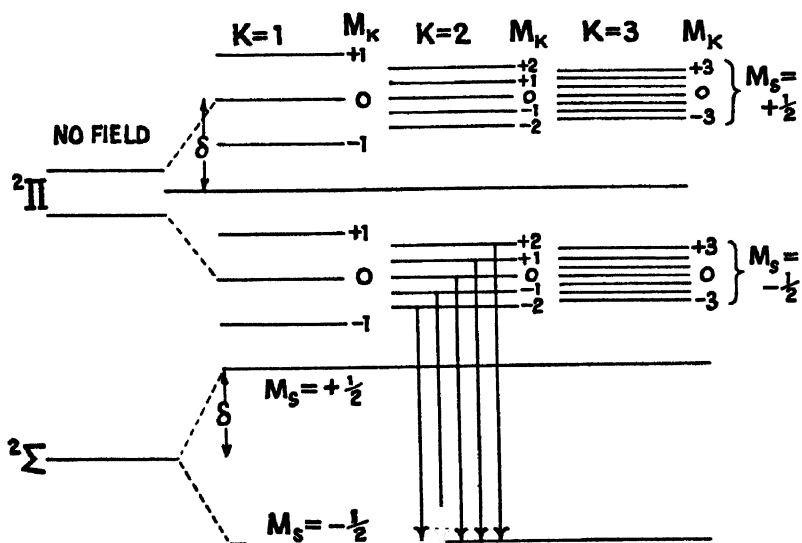 K=1 M_K K=2 M_K K=3 M_K
+1 +2 +3 M_S=
+1
0 0 0 +½
-1
-2 -3
NO FIELD
δ -1
²Π
+1 +2 +3 M_S=
+1
0 0 0 -½
-1
-2 -3
-1
M_S=+½
δ
²Σ
M_S=-½